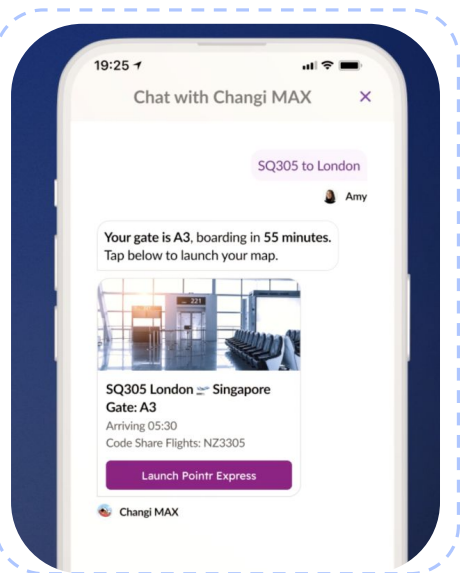 19:25
Chat with Changi MAX
×
SQ305 to London
Amy
Your gate is A3, boarding in 55 minutes.
Tap below to launch your map.
221
SQ305 London Singapore
Gate: A3
Arriving 05:30
Code Share Flights: NZ3305
Launch Pointr Express
Changi MAX